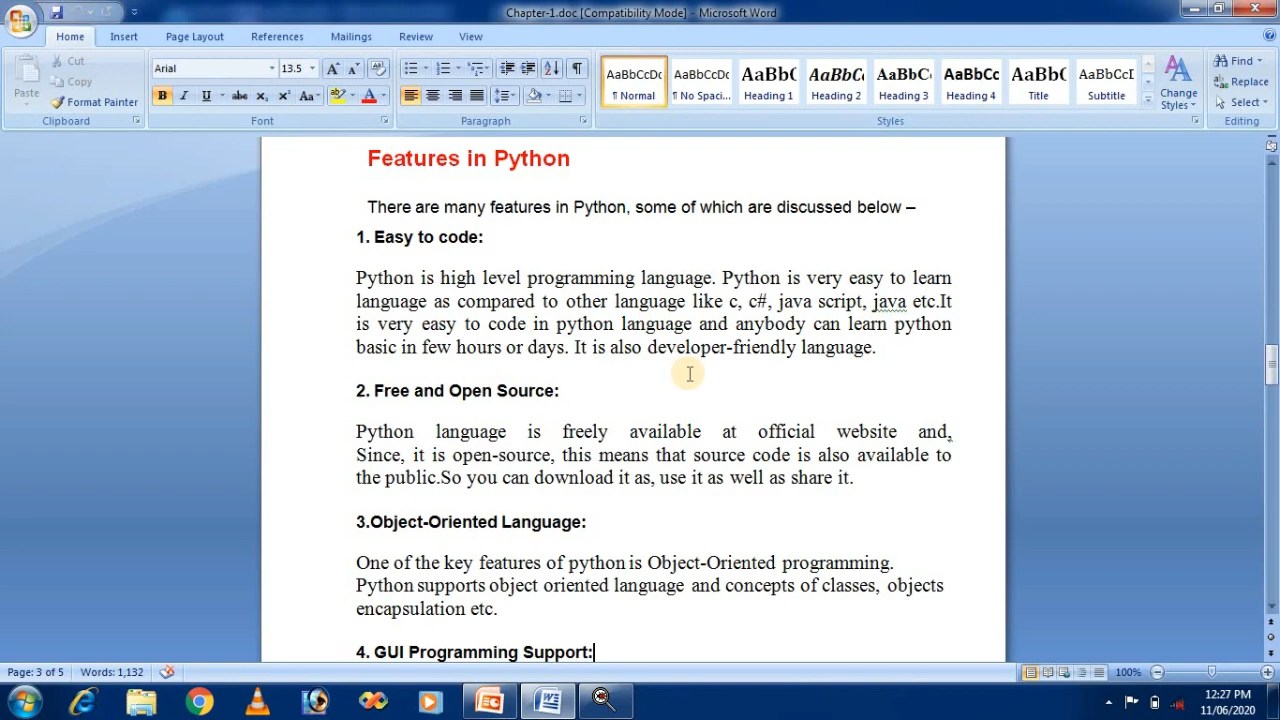 Chapter-1.doc [Compatibility Mode] - Microsoft Word
Home Insert Page Layout References Mailings Review View
Paste
Cut
Copy
Format Painter
Clipboard
Arial 13.5
B I U abc x₂ x² Aa
Font
Paragraph
AaBbCcDc AaBbCcDc AaBb( AaBbC AaBbC( AaBbCc AaBb( AaBbCcI
¶ Normal ¶ No Spaci... Heading 1 Heading 2 Heading 3 Heading 4 Title Subtitle
Change Styles
Styles
Find
Replace
Select
Editing
Features in Python
There are many features in Python, some of which are discussed below –
1. Easy to code:
Python is high level programming language. Python is very easy to learn
language as compared to other language like c, c#, java script, java etc.It
is very easy to code in python language and anybody can learn python
basic in few hours or days. It is also developer-friendly language.
2. Free and Open Source:
Python language is freely available at official website and,
Since, it is open-source, this means that source code is also available to
the public.So you can download it as, use it as well as share it.
3.Object-Oriented Language:
One of the key features of python is Object-Oriented programming.
Python supports object oriented language and concepts of classes, objects
encapsulation etc.
4. GUI Programming Support:
Page: 3 of 5 Words: 1,132 100%
12:27 PM
11/06/2020